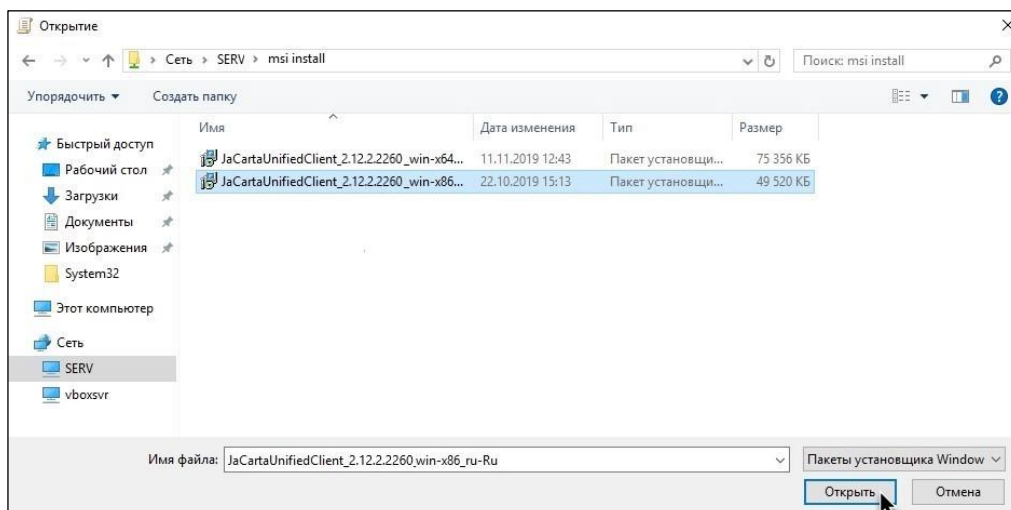 Открытие
Сеть › SERV › msi install
Поиск: msi install
Упорядочить
Создать папку
Имя
Дата изменения
Тип
Размер
Быстрый доступ
Рабочий стол
Загрузки
Документы
Изображения
System32
Этот компьютер
Сеть
SERV
vboxsvr
JaCartaUnifiedClient_2.12.2.2260_win-x64... 11.11.2019 12:43 Пакет установщи... 75 356 КБ
JaCartaUnifiedClient_2.12.2.2260_win-x86... 22.10.2019 15:13 Пакет установщи... 49 520 КБ
Имя файла: JaCartaUnifiedClient_2.12.2.2260_win-x86_ru-Ru
Пакеты установщика Window
Открыть
Отмена